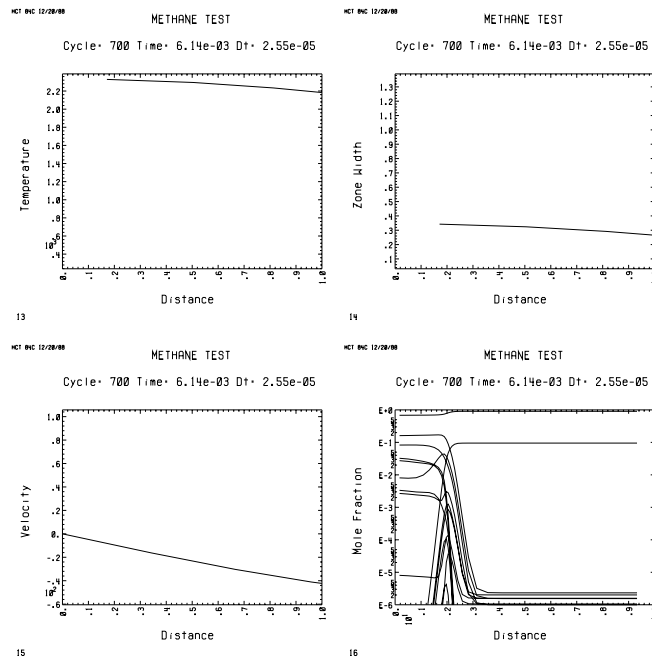 HCT 84C 12/20/88
METHANE TEST
Cycle= 700 Time= 6.14e-03 Dt= 2.55e-05
2.2
2.0
1.8
1.6
1.4
1.2
1.0
.8
.6
.4
Temperature
0. .1 .2 .3 .4 .5 .6 .7 .8 .9 1.0
Distance
13
HCT 84C 12/20/88
METHANE TEST
Cycle= 700 Time= 6.14e-03 Dt= 2.55e-05
1.3
1.2
1.1
1.0
.9
.8
.7
.6
.5
.4
.3
.2
.1
Zone Width
0. .1 .2 .3 .4 .5 .6 .7 .8 .9
Distance
14
HCT 84C 12/20/88
METHANE TEST
Cycle= 700 Time= 6.14e-03 Dt= 2.55e-05
1.0
.8
.6
.4
.2
0.
-.2
-.4
-.6
Velocity
0. .1 .2 .3 .4 .5 .6 .7 .8 .9 1.0
Distance
15
HCT 84C 12/20/88
METHANE TEST
Cycle= 700 Time= 6.14e-03 Dt= 2.55e-05
E+0
E-1
E-2
E-3
E-4
E-5
E-6
Mole Fraction
0. .1 .2 .3 .4 .5 .6 .7 .8 .9
10¹
Distance
16